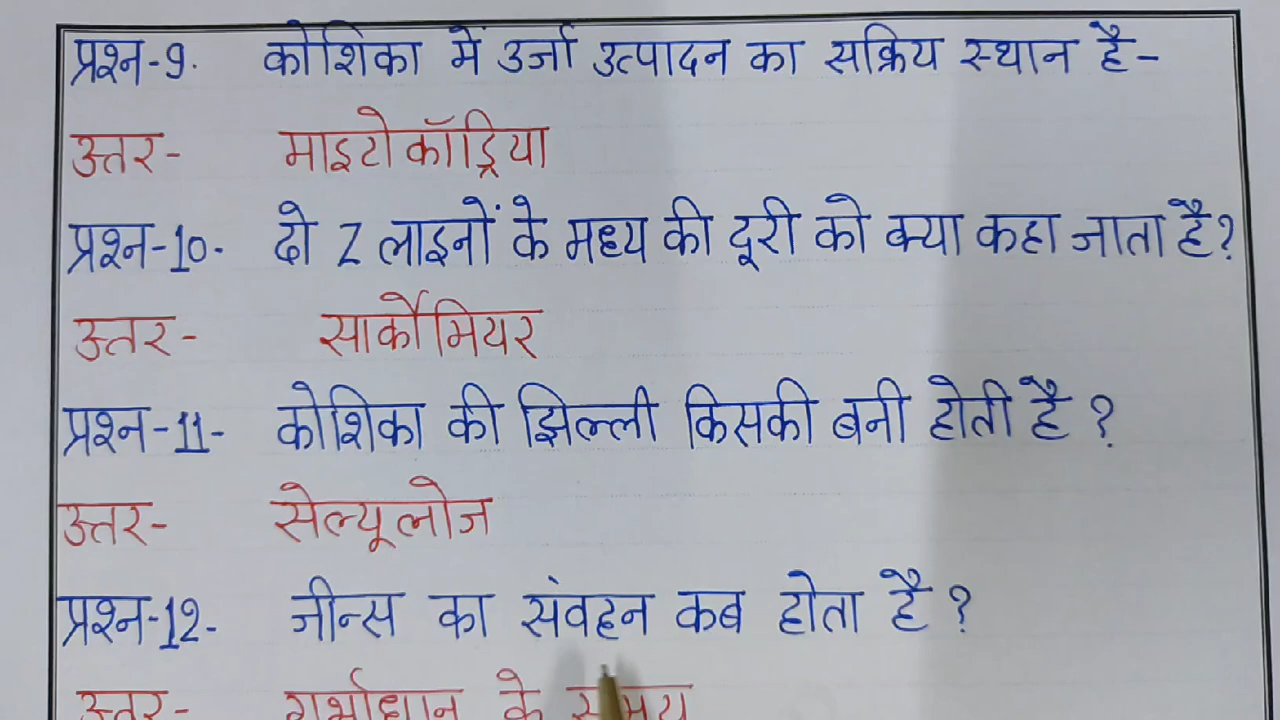 प्रश्न-9. कोशिका में उर्जा उत्पादन का सक्रिय स्थान है-
उत्तर- माइटोकॉड्रिया
प्रश्न-10- दो Z लाइनों के मध्य की दूरी को क्या कहा जाता है?
उत्तर- सार्कोमियर
प्रश्न-11- कोशिका की झिल्ली किसकी बनी होती है ?
उत्तर- सेल्यूलोज
प्रश्न-12- जीन्स का संवहन कब होता है ?
उत्तर- गर्भाधान के समय